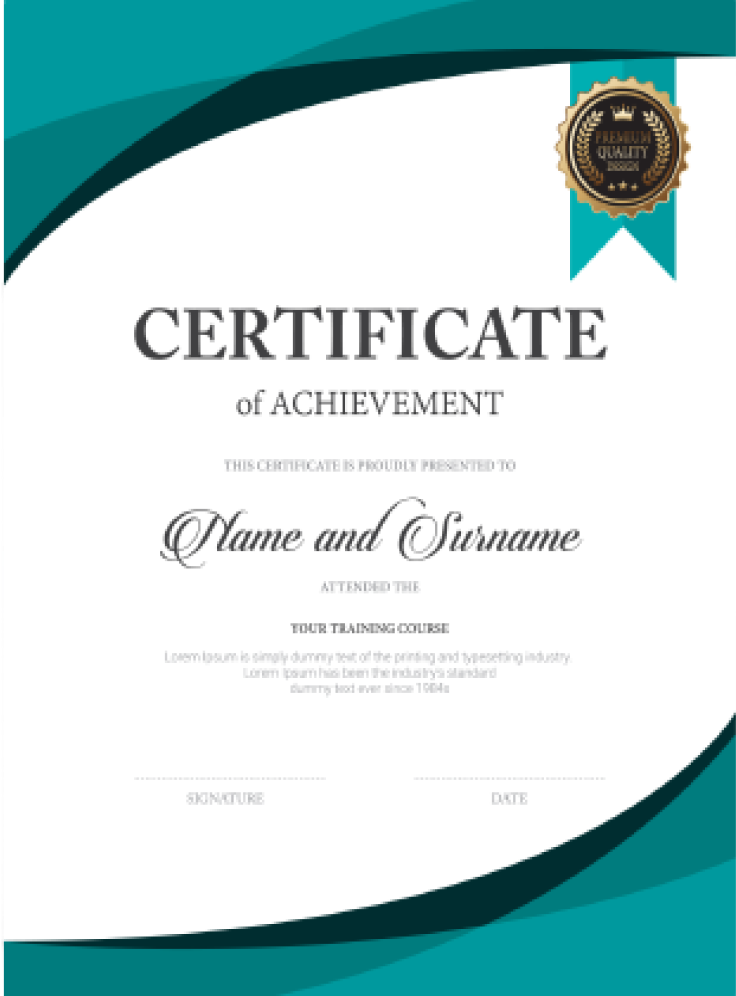 PREMIUM
QUALITY
DESIGN
CERTIFICATE
of ACHIEVEMENT
THIS CERTIFICATE IS PROUDLY PRESENTED TO
Name and Surname
ATTENDED THE
YOUR TRAINING COURSE
Lorem Ipsum is simply dummy text of the printing and typesetting industry.
Lorem Ipsum has been the industry's standard
dummy text ever since 1984s
SIGNATURE
DATE